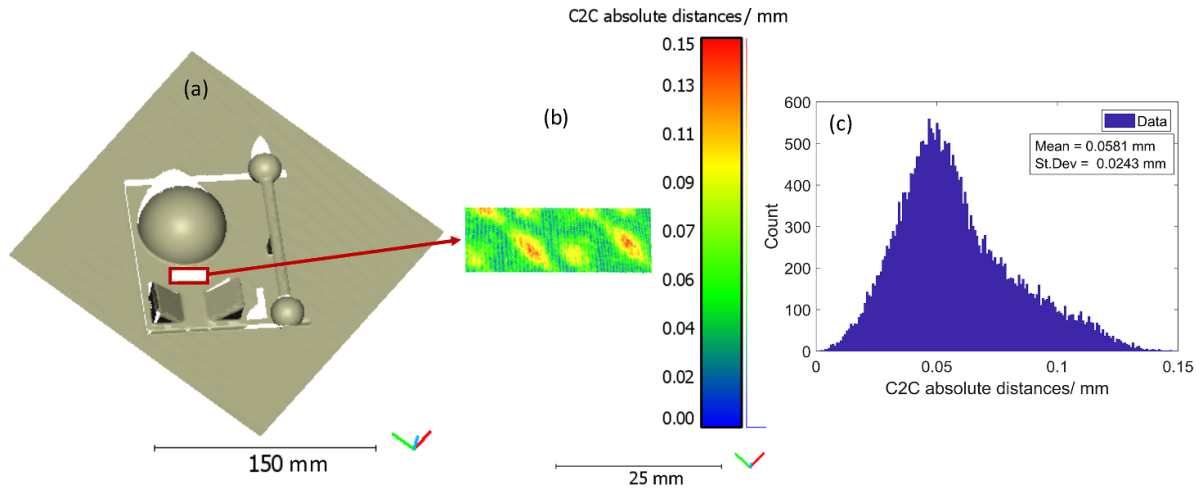 (a)
150 mm
(b)
C2C absolute distances/ mm
0.15
0.13
0.11
0.09
0.07
0.06
0.04
0.02
0.00
25 mm
(c)
Data
Mean = 0.0581 mm
St.Dev = 0.0243 mm
Count
600
500
400
300
200
100
0
0
0.05
0.1
0.15
C2C absolute distances/ mm